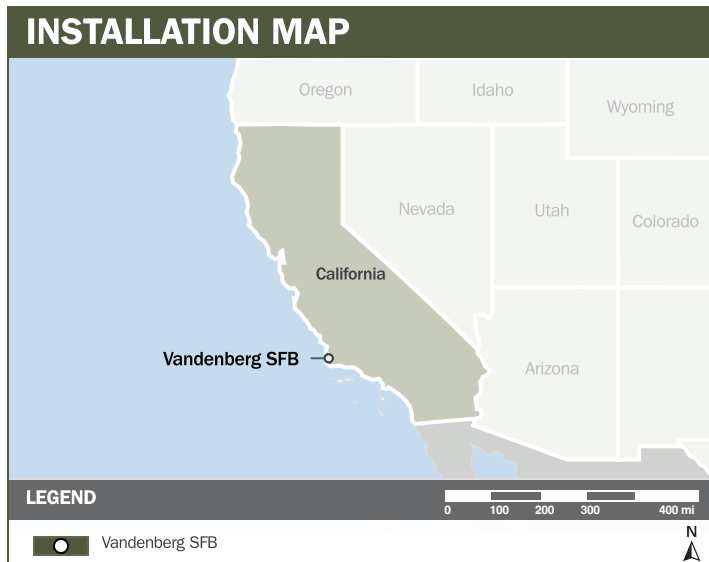 INSTALLATION MAP
Oregon
Idaho
Wyoming
Nevada
Utah
Colorado
California
Vandenberg SFB
Arizona
LEGEND
0 100 200 300 400 mi
Vandenberg SFB
N